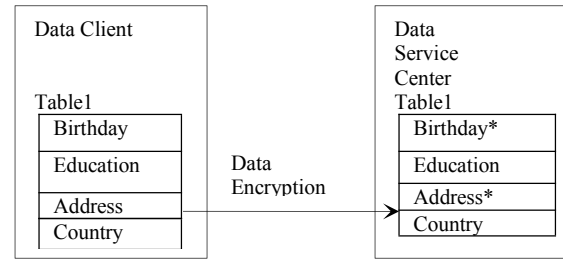 Data Client
Table1
Birthday
Education
Address
Country
Data
Encryption
Data
Service
Center
Table1
Birthday*
Education
Address*
Country